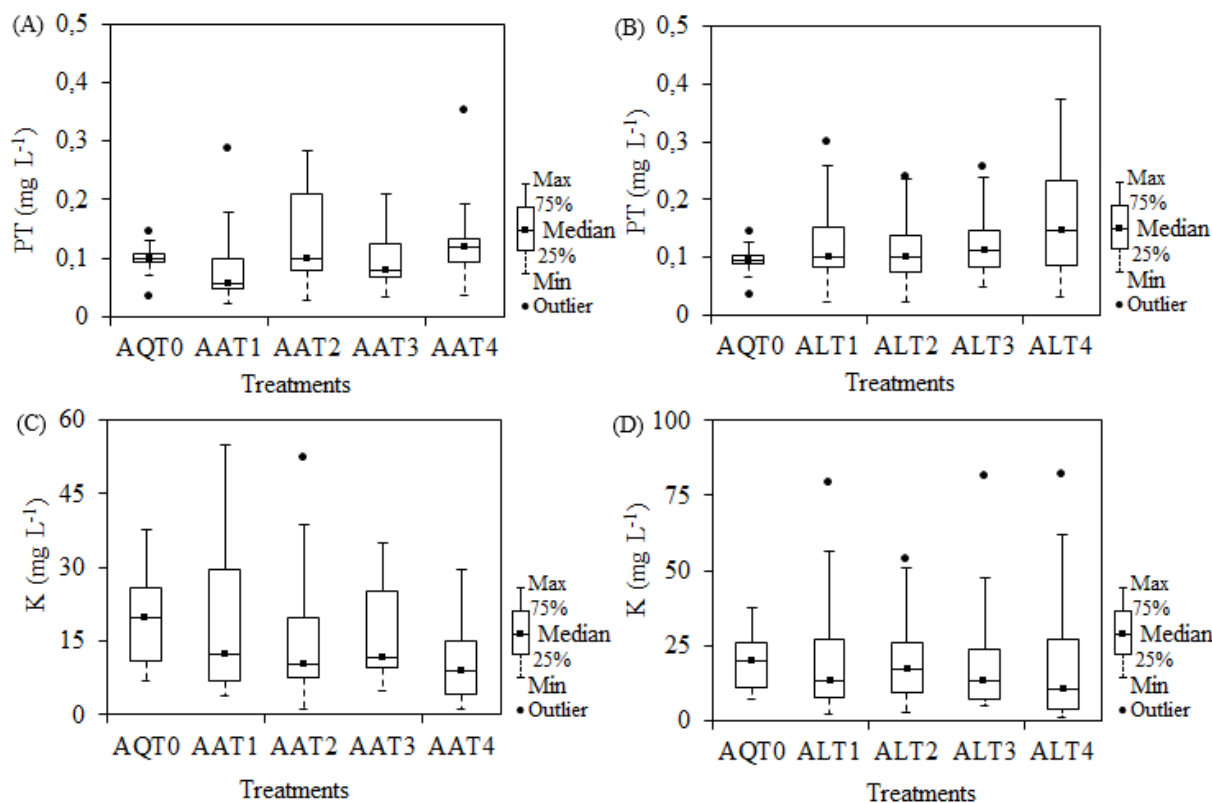 (A)
PT (mg L-1)
0,5
0,4
0,3
0,2
0,1
0
AQT0 AAT1 AAT2 AAT3 AAT4
Treatments
Max
75%
Median
25%
Min
Outlier
(B)
PT (mg L-1)
0,5
0,4
0,3
0,2
0,1
0
AQT0 ALT1 ALT2 ALT3 ALT4
Treatments
Max
75%
Median
25%
Min
Outlier
(C)
K (mg L-1)
60
45
30
15
0
AQT0 AAT1 AAT2 AAT3 AAT4
Treatments
Max
75%
Median
25%
Min
Outlier
(D)
K (mg L-1)
100
75
50
25
0
AQT0 ALT1 ALT2 ALT3 ALT4
Treatments
Max
75%
Median
25%
Min
Outlier